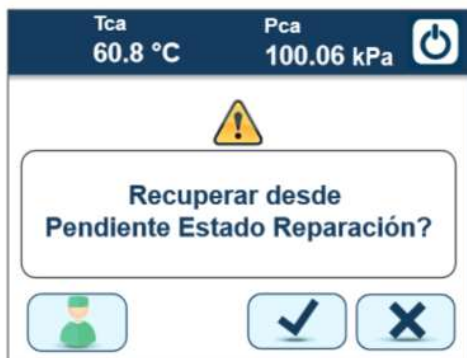 Tca Pca
60.8 °C 100.06 kPa
Recuperar desde
Pendiente Estado Reparación?